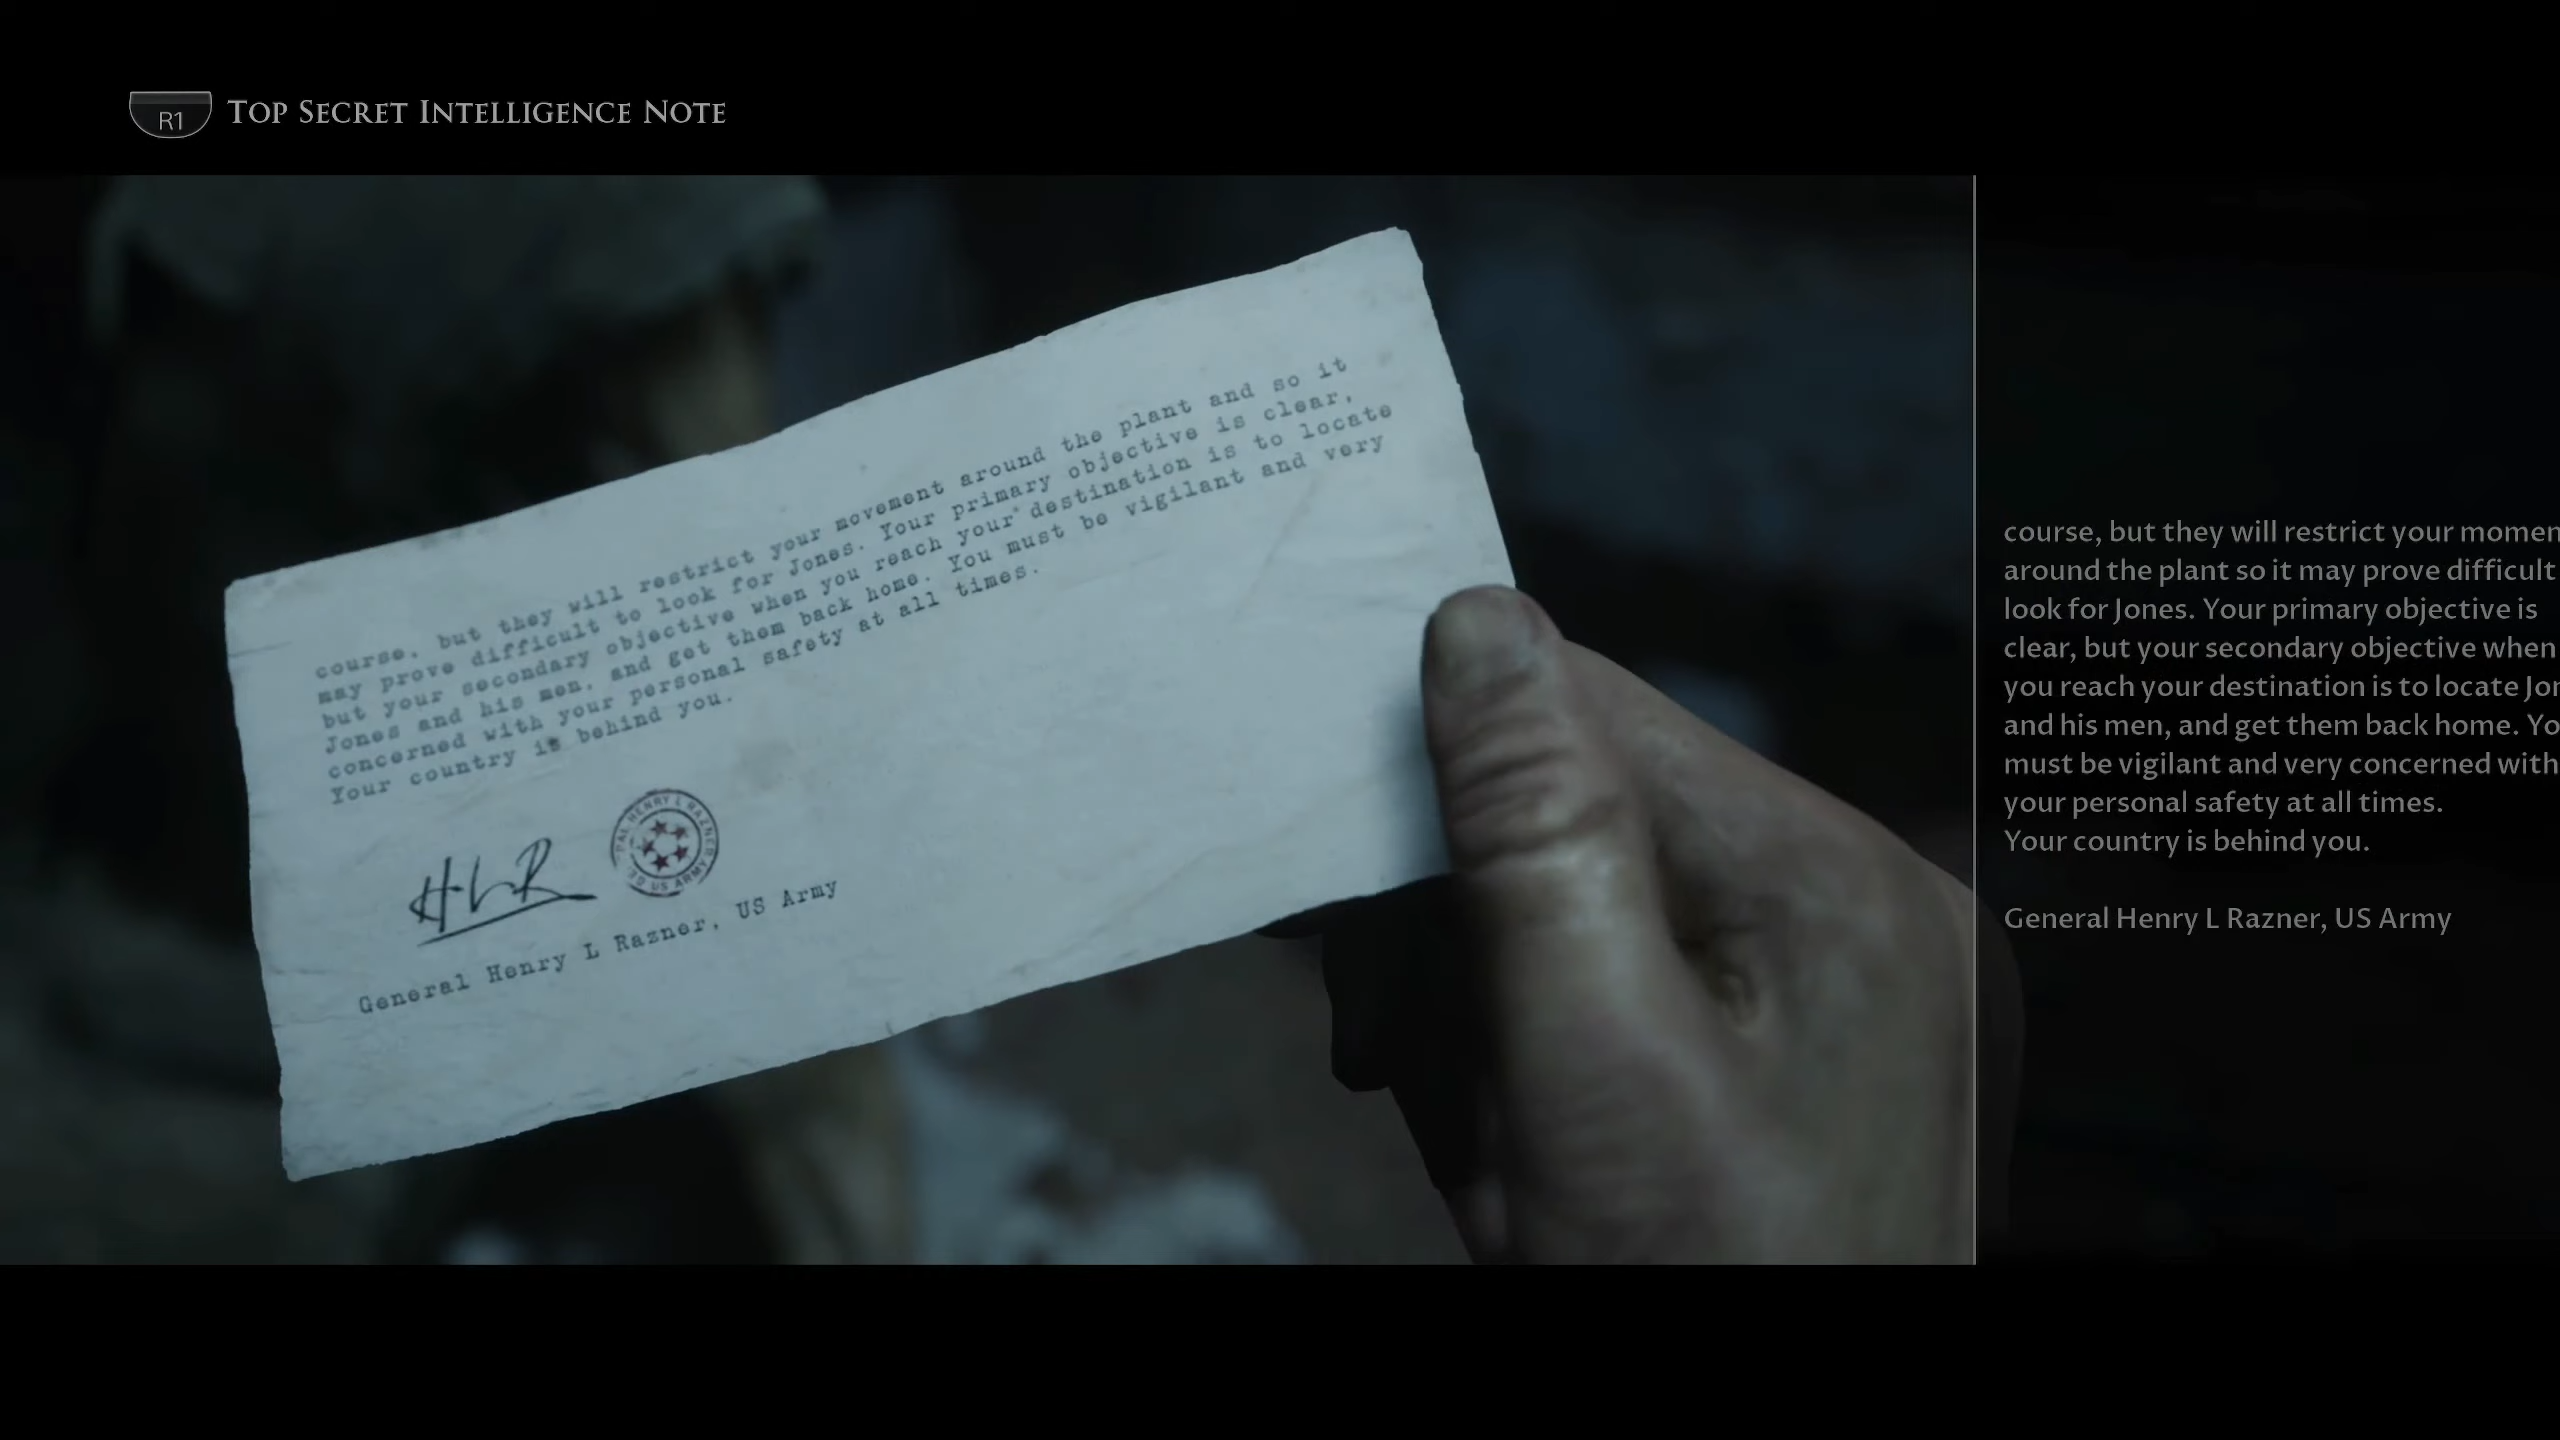 R1 TOP SECRET INTELLIGENCE NOTE
course, but they will restrict your movement around the plant and so it
may prove difficult to look for Jones. Your primary objective is clear,
but your secondary objective when you reach your destination is to locate
Jones and his men, and get them back home. You must be vigilant and very
concerned with your personal safety at all times.
Your country is behind you.
HLR
HENRY L RAZNER
US ARMY
General Henry L Razner, US Army
course, but they will restrict your momen
around the plant so it may prove difficult
look for Jones. Your primary objective is
clear, but your secondary objective when
you reach your destination is to locate Jon
and his men, and get them back home. Yo
must be vigilant and very concerned with
your personal safety at all times.
Your country is behind you.
General Henry L Razner, US Army